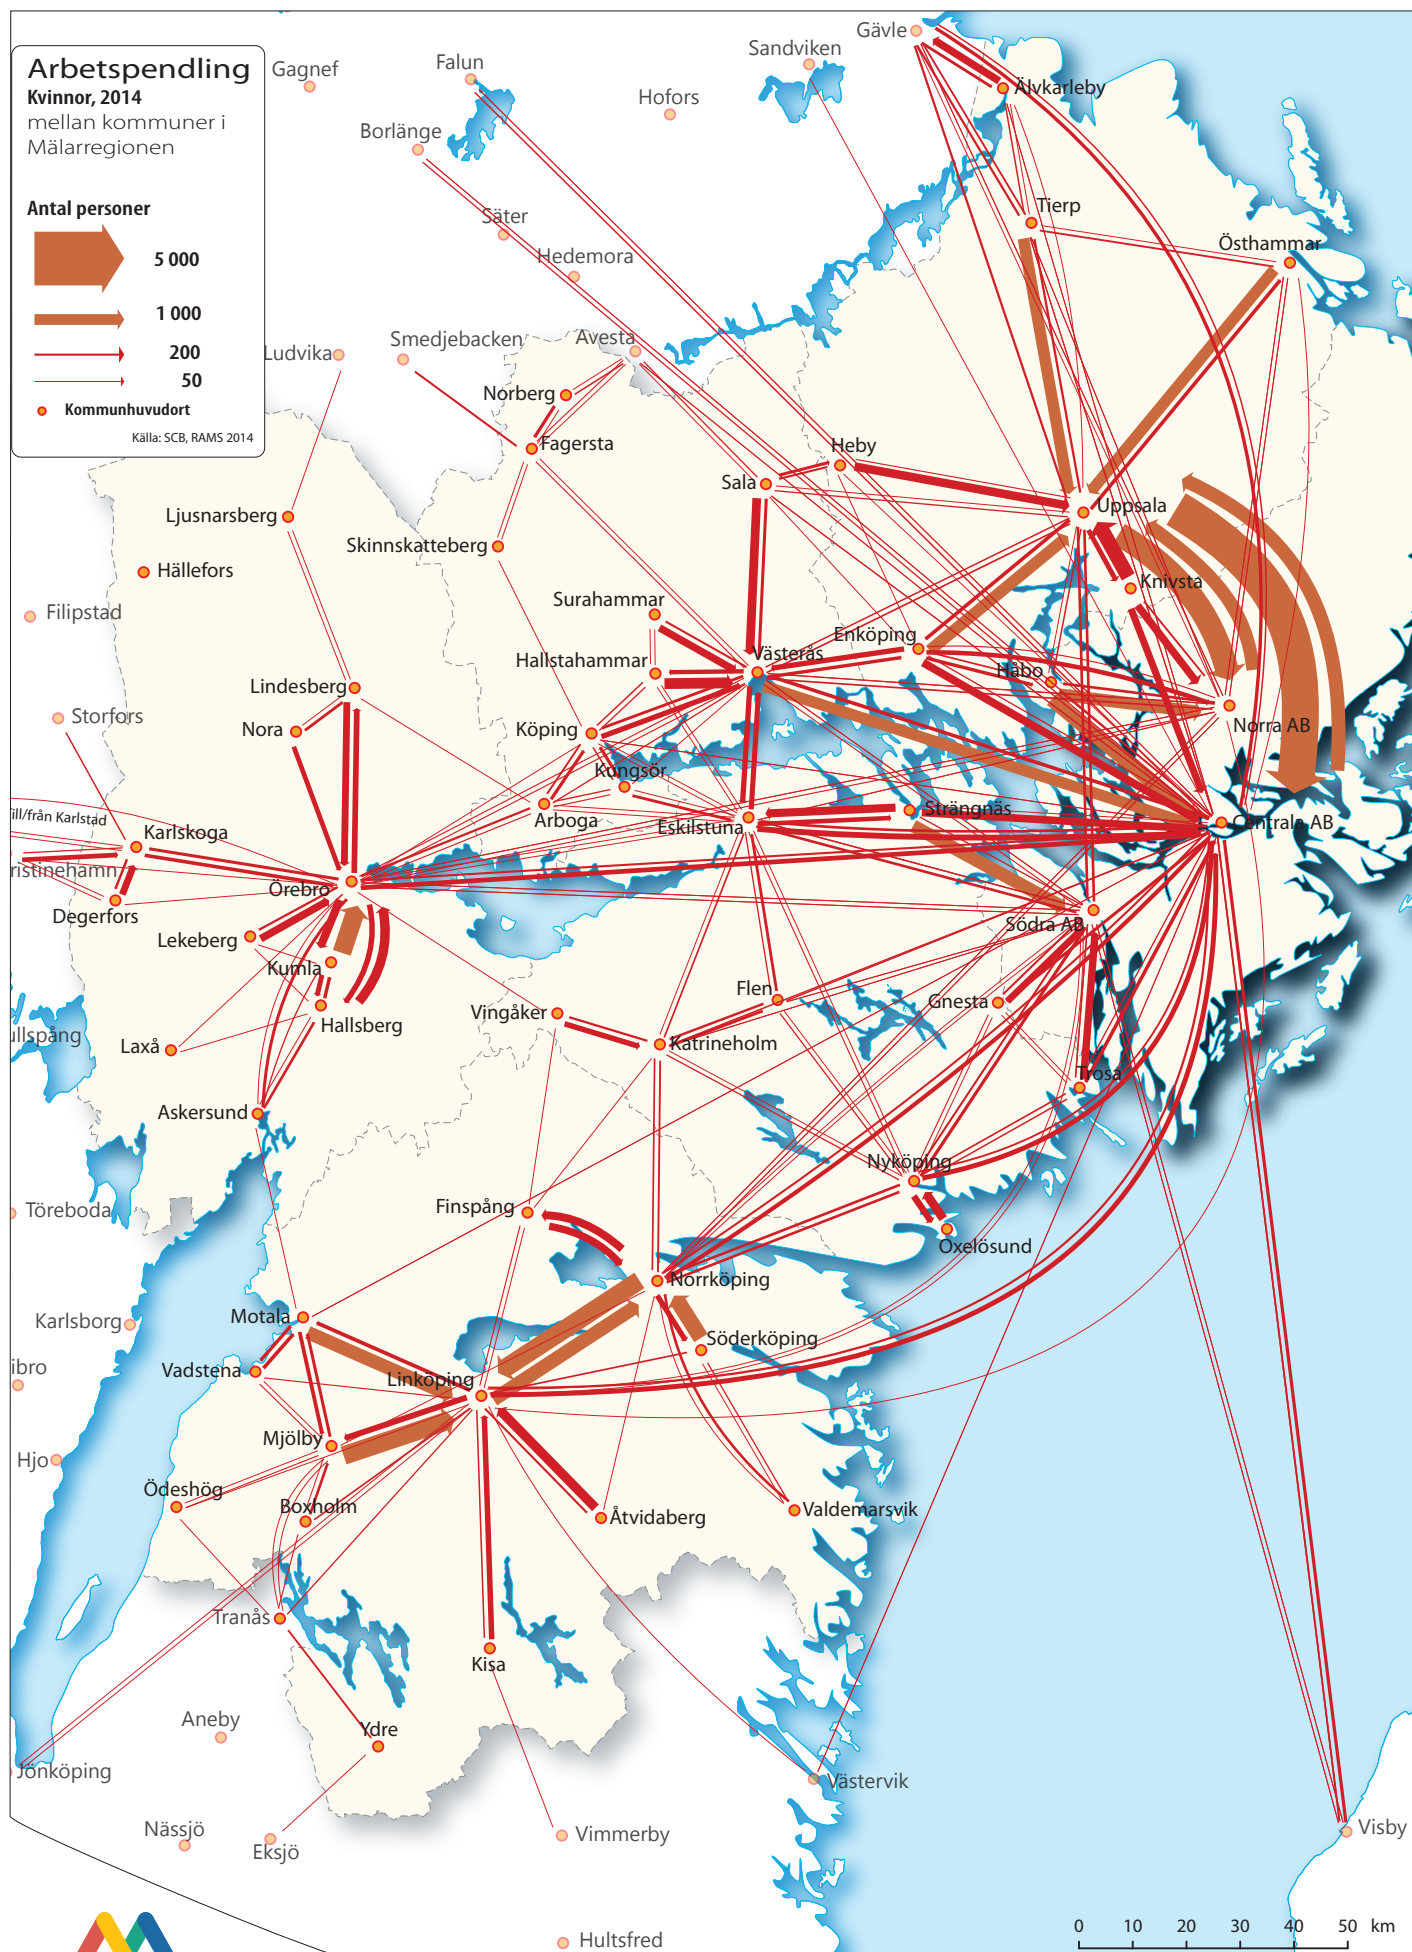 Arbetspendling
Kvinnor, 2014
mellan kommuner i
Mälarregionen
Antal personer
5 000
1 000
200
50
Kommunhuvudort
Källa: SCB, RAMS 2014
Gävle
Sandviken
Falun
Gagnef
Älvkarleby
Hofors
Borlänge
Tierp
Säter
Östhammar
Hedemora
Avesta
Smedjebacken
Ludvika
Norberg
Fagersta
Heby
Sala
Uppsala
Ljusnarsberg
Skinnskatteberg
Hällefors
Knivsta
Surahammar
Filipstad
Enköping
Västerås
Hallstahammar
Håbo
Lindesberg
Storfors
Norra AB
Nora
Köping
Kungsör
Strängnäs
Till/från Karlstad
Arboga
Eskilstuna
Centrala AB
Karlskoga
ristinehamn
Örebro
Degerfors
Södra AB
Lekeberg
Kumla
Flen
Gnesta
Vingåker
Hallsberg
ullspång
Laxå
Katrineholm
Trosa
Askersund
Nyköping
Finspång
Töreboda
Oxelösund
Norrköping
Motala
Karlsborg
Söderköping
ibro
Vadstena
Linköping
Mjölby
Hjo
Ödeshög
Boxholm
Valdemarsvik
Åtvidaberg
Tranås
Kisa
Aneby
Ydre
Jönköping
Västervik
Nässjö
Vimmerby
Visby
Eksjö
0 10 20 30 40 50 km
Hultsfred